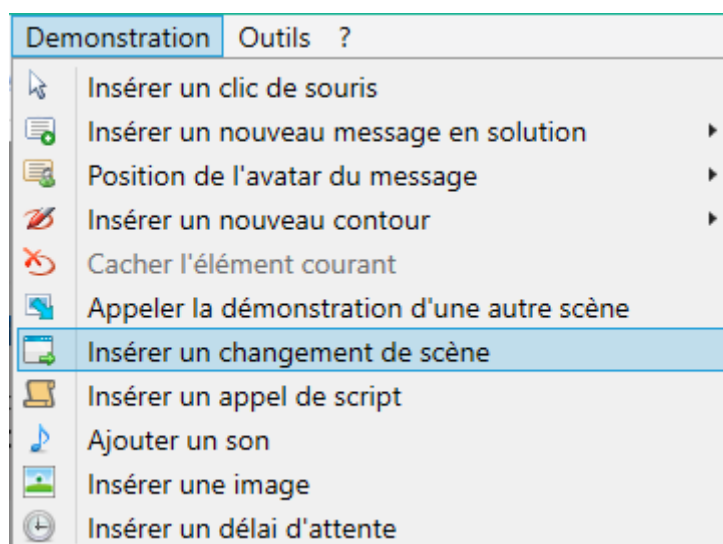 Demonstration Outils ?
Insérer un clic de souris
Insérer un nouveau message en solution
Position de l'avatar du message
Insérer un nouveau contour
Cacher l'élément courant
Appeler la démonstration d'une autre scène
Insérer un changement de scène
Insérer un appel de script
Ajouter un son
Insérer une image
Insérer un délai d'attente